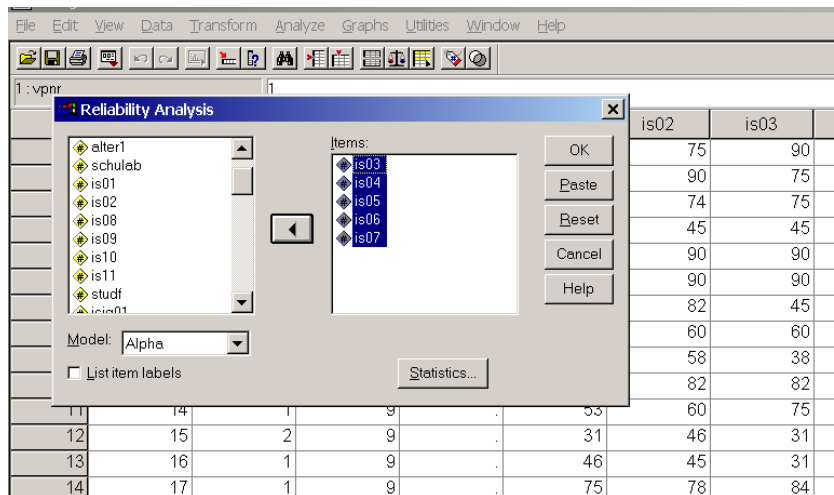 File Edit View Data Transform Analyze Graphs Utilities Window Help
1 : vpnr 1
Reliability Analysis
is02 is03
alter1
schulab
is01
is02
is08
is09
is10
is11
studf
Items:
is03
is04
is05
is06
is07
OK
Paste
Reset
Cancel
Help
Model: Alpha
List item labels
Statistics...
75 90
90 75
74 75
45 45
90 90
90 90
82 45
60 60
58 38
82 82
11 14 1 9 . 53 60 75
12 15 2 9 . 31 46 31
13 16 1 9 . 46 45 31
14 17 1 9 . 75 78 84